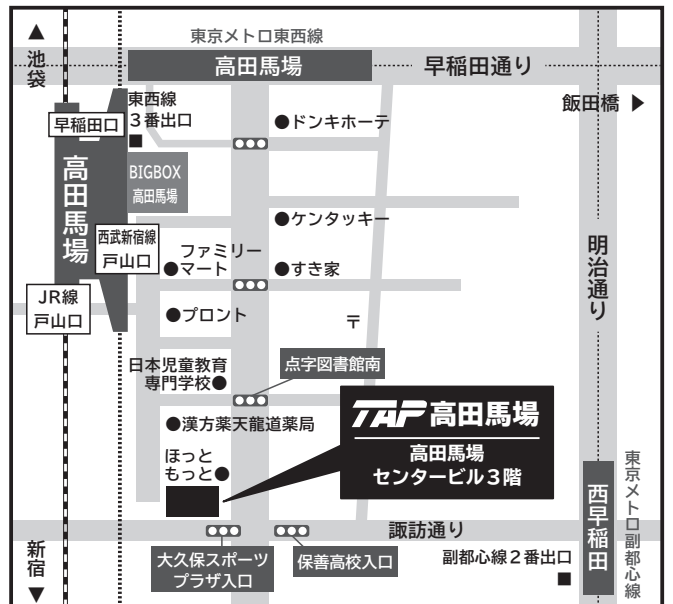 ▲
池袋
東京メトロ東西線
高田馬場
早稲田通り
飯田橋 ▶
早稲田口
東西線
3番出口
■
●ドンキホーテ
高田馬場
BIGBOX
高田馬場
西武新宿線
戸山口
●ケンタッキー
ファミリー
●マート
●すき家
明治通り
JR線
戸山口
●プロント
〒
日本児童教育
専門学校●
点字図書館南
●漢方薬天龍道薬局
TAP高田馬場
高田馬場
センタービル3階
ほっと
もっと●
西早稲田
東京メトロ副都心線
諏訪通り
大久保スポーツ
プラザ入口
保善高校入口
副都心線2番出口
■
新宿
▼